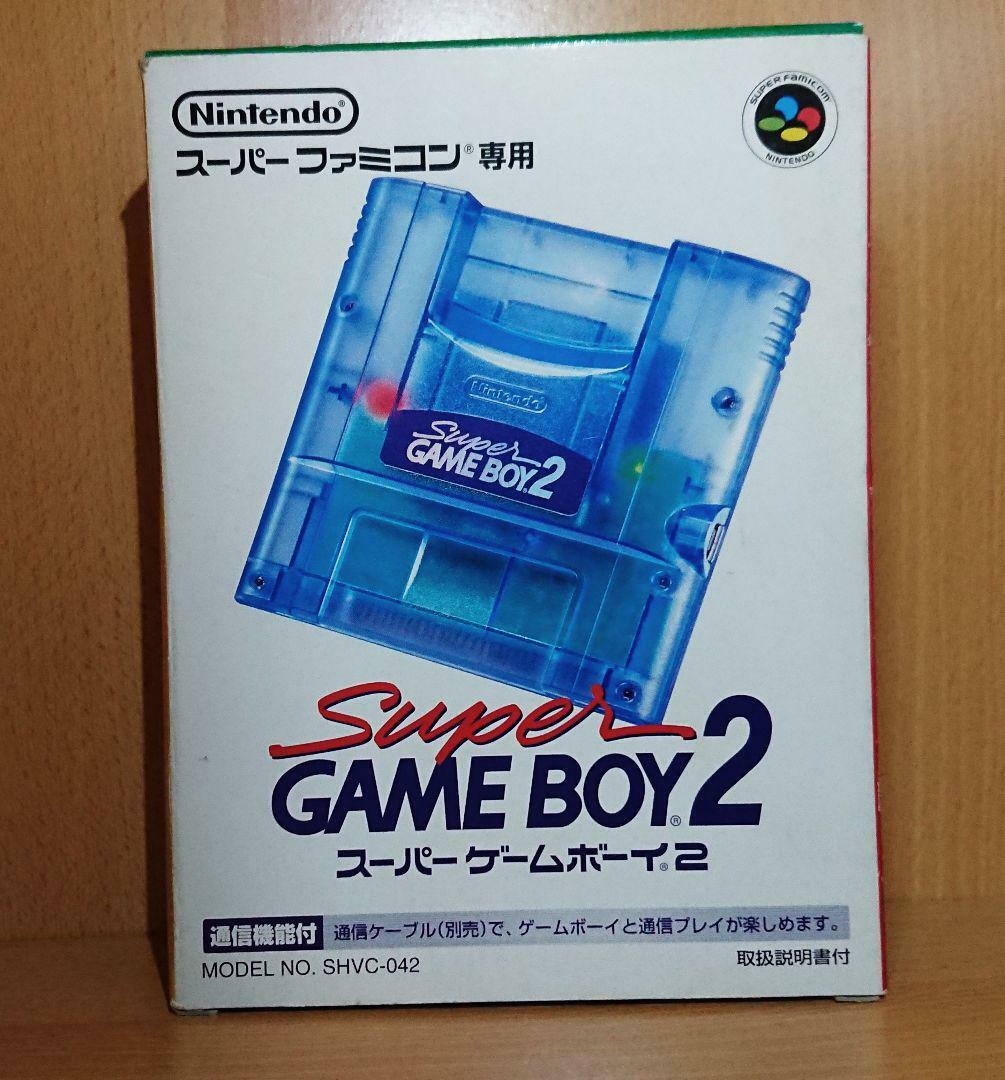 Nintendo®
SUPER FAMICOM
NINTENDO
スーパーファミコン®専用
Nintendo
Super
GAME BOY.2
Super
GAME BOY®2
スーパーゲームボーイ®2
通信機能付 通信ケーブル(別売)で、ゲームボーイと通信プレイが楽しめます。
MODEL NO. SHVC-042
取扱説明書付